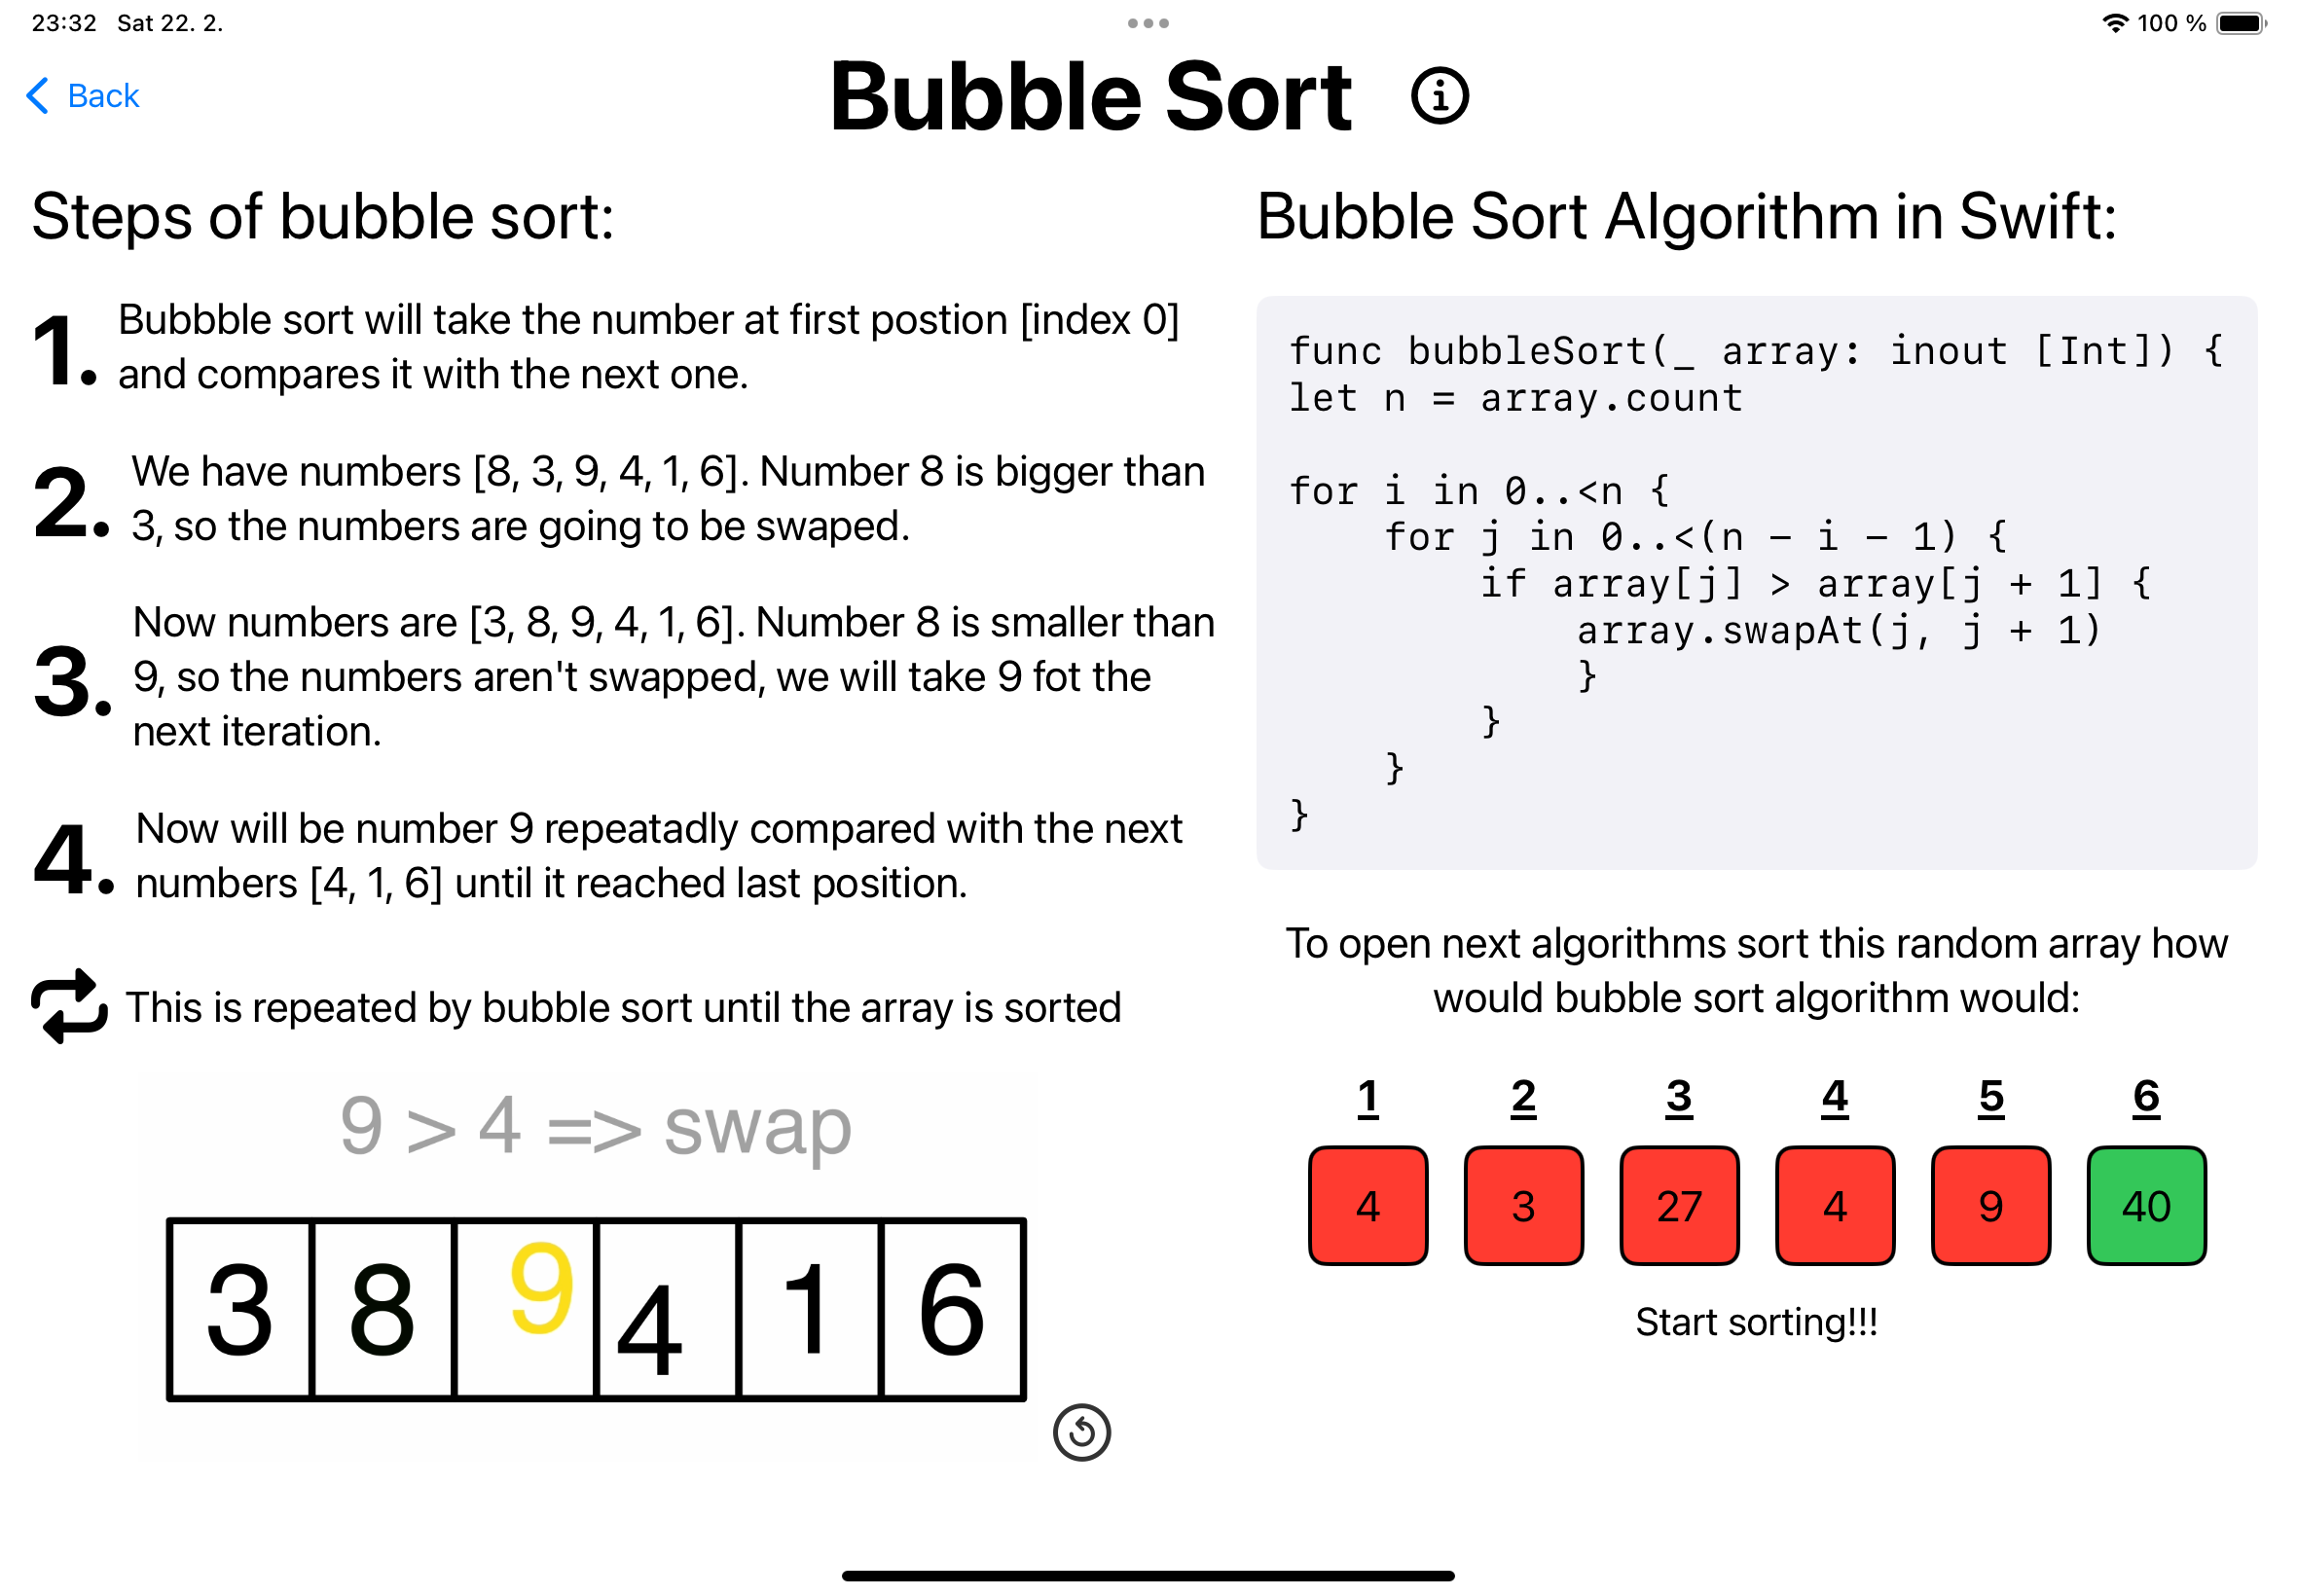 23:32 Sat 22. 2.
100 %
Back
Bubble Sort
Steps of bubble sort:
1. Bubbble sort will take the number at first postion [index 0]
and compares it with the next one.
2. We have numbers [8, 3, 9, 4, 1, 6]. Number 8 is bigger than
3, so the numbers are going to be swaped.
3. Now numbers are [3, 8, 9, 4, 1, 6]. Number 8 is smaller than
9, so the numbers aren't swapped, we will take 9 fot the
next iteration.
4. Now will be number 9 repeatadly compared with the next
numbers [4, 1, 6] until it reached last position.
This is repeated by bubble sort until the array is sorted
9 > 4 => swap
3 8 9 4 1 6
Bubble Sort Algorithm in Swift:
func bubbleSort(_ array: inout [Int]) {
let n = array.count
for i in 0..<n {
    for j in 0..<(n - i - 1) {
        if array[j] > array[j + 1] {
            array.swapAt(j, j + 1)
            }
        }
    }
}
To open next algorithms sort this random array how
would bubble sort algorithm would:
1 2 3 4 5 6
4 3 27 4 9 40
Start sorting!!!